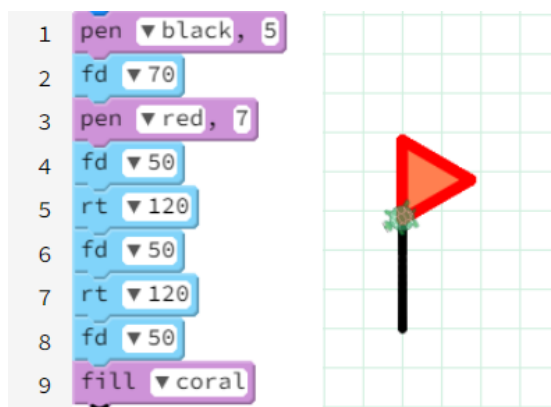 1 pen ▼black, 5
2 fd ▼70
3 pen ▼red, 7
4 fd ▼50
5 rt ▼120
6 fd ▼50
7 rt ▼120
8 fd ▼50
9 fill ▼coral